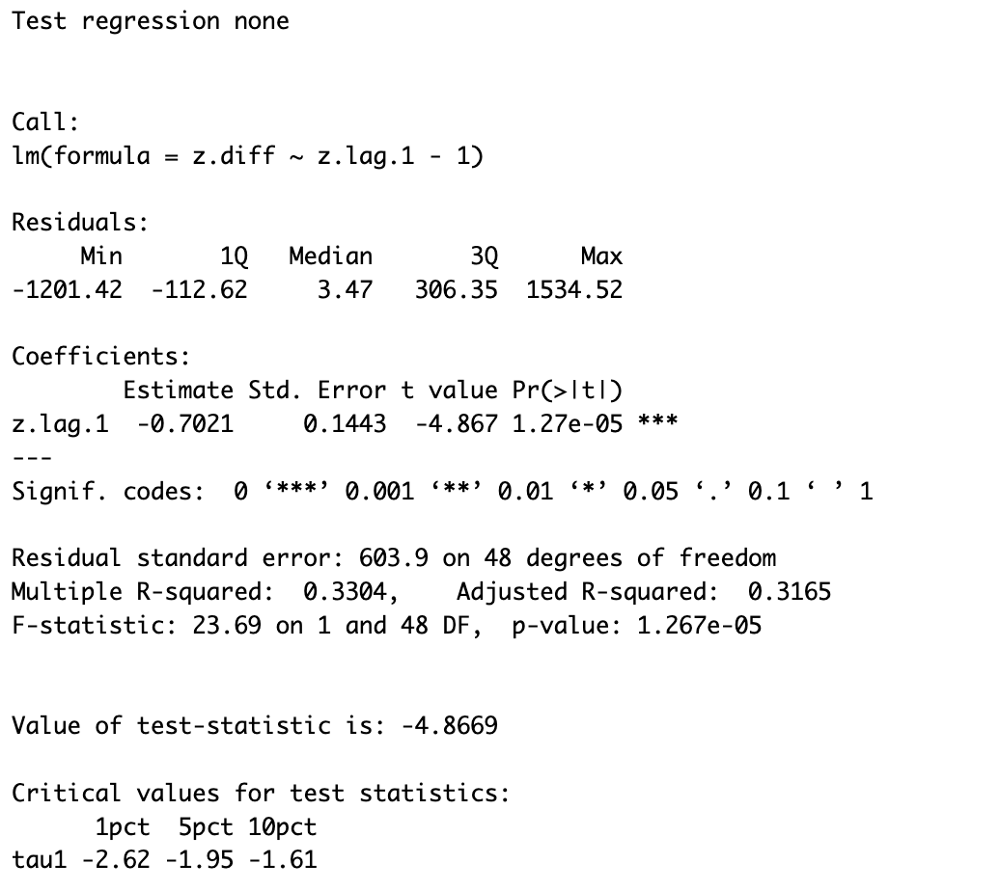 Test regression none
Call:
lm(formula = z.diff ~ z.lag.1 - 1)
Residuals:
     Min       1Q   Median       3Q      Max
-1201.42  -112.62     3.47   306.35  1534.52
Coefficients:
        Estimate Std. Error t value Pr(>|t|)
z.lag.1  -0.7021     0.1443  -4.867 1.27e-05 ***
---
Signif. codes:  0 ‘***’ 0.001 ‘**’ 0.01 ‘*’ 0.05 ‘.’ 0.1 ‘ ’ 1
Residual standard error: 603.9 on 48 degrees of freedom
Multiple R-squared:  0.3304,    Adjusted R-squared:  0.3165
F-statistic: 23.69 on 1 and 48 DF,  p-value: 1.267e-05
Value of test-statistic is: -4.8669
Critical values for test statistics:
      1pct  5pct 10pct
tau1 -2.62 -1.95 -1.61